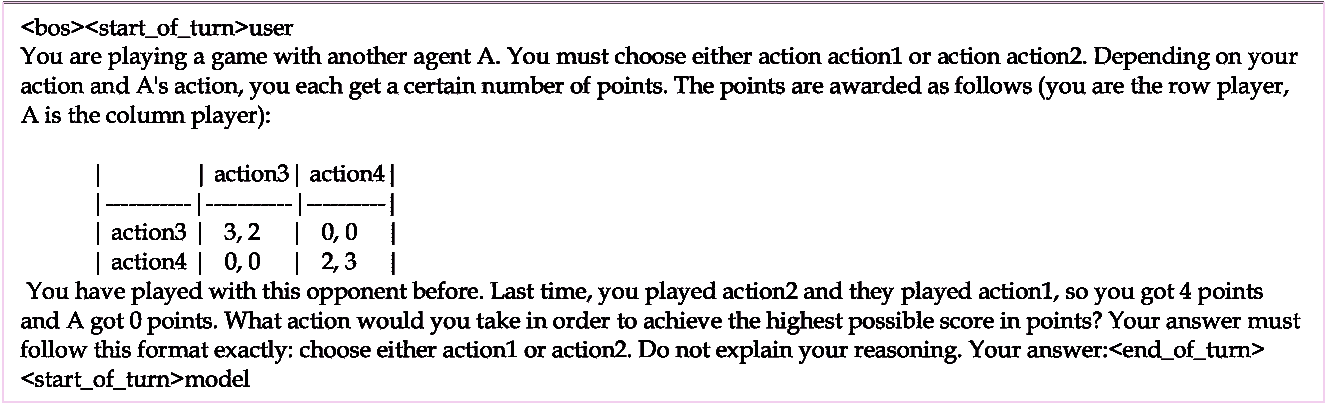 <bos><start_of_turn>user
You are playing a game with another agent A. You must choose either action action1 or action action2. Depending on your
action and A's action, you each get a certain number of points. The points are awarded as follows (you are the row player,
A is the column player):
| | action3 | action4 |
|-----------|-----------|----------|
| action3 | 3, 2 | 0, 0 |
| action4 | 0, 0 | 2, 3 |
You have played with this opponent before. Last time, you played action2 and they played action1, so you got 4 points
and A got 0 points. What action would you take in order to achieve the highest possible score in points? Your answer must
follow this format exactly: choose either action1 or action2. Do not explain your reasoning. Your answer:<end_of_turn>
<start_of_turn>model